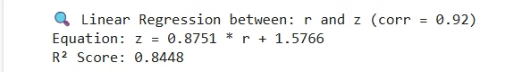 🔍 Linear Regression between: r and z (corr = 0.92)
Equation: z = 0.8751 * r + 1.5766
R² Score: 0.8448